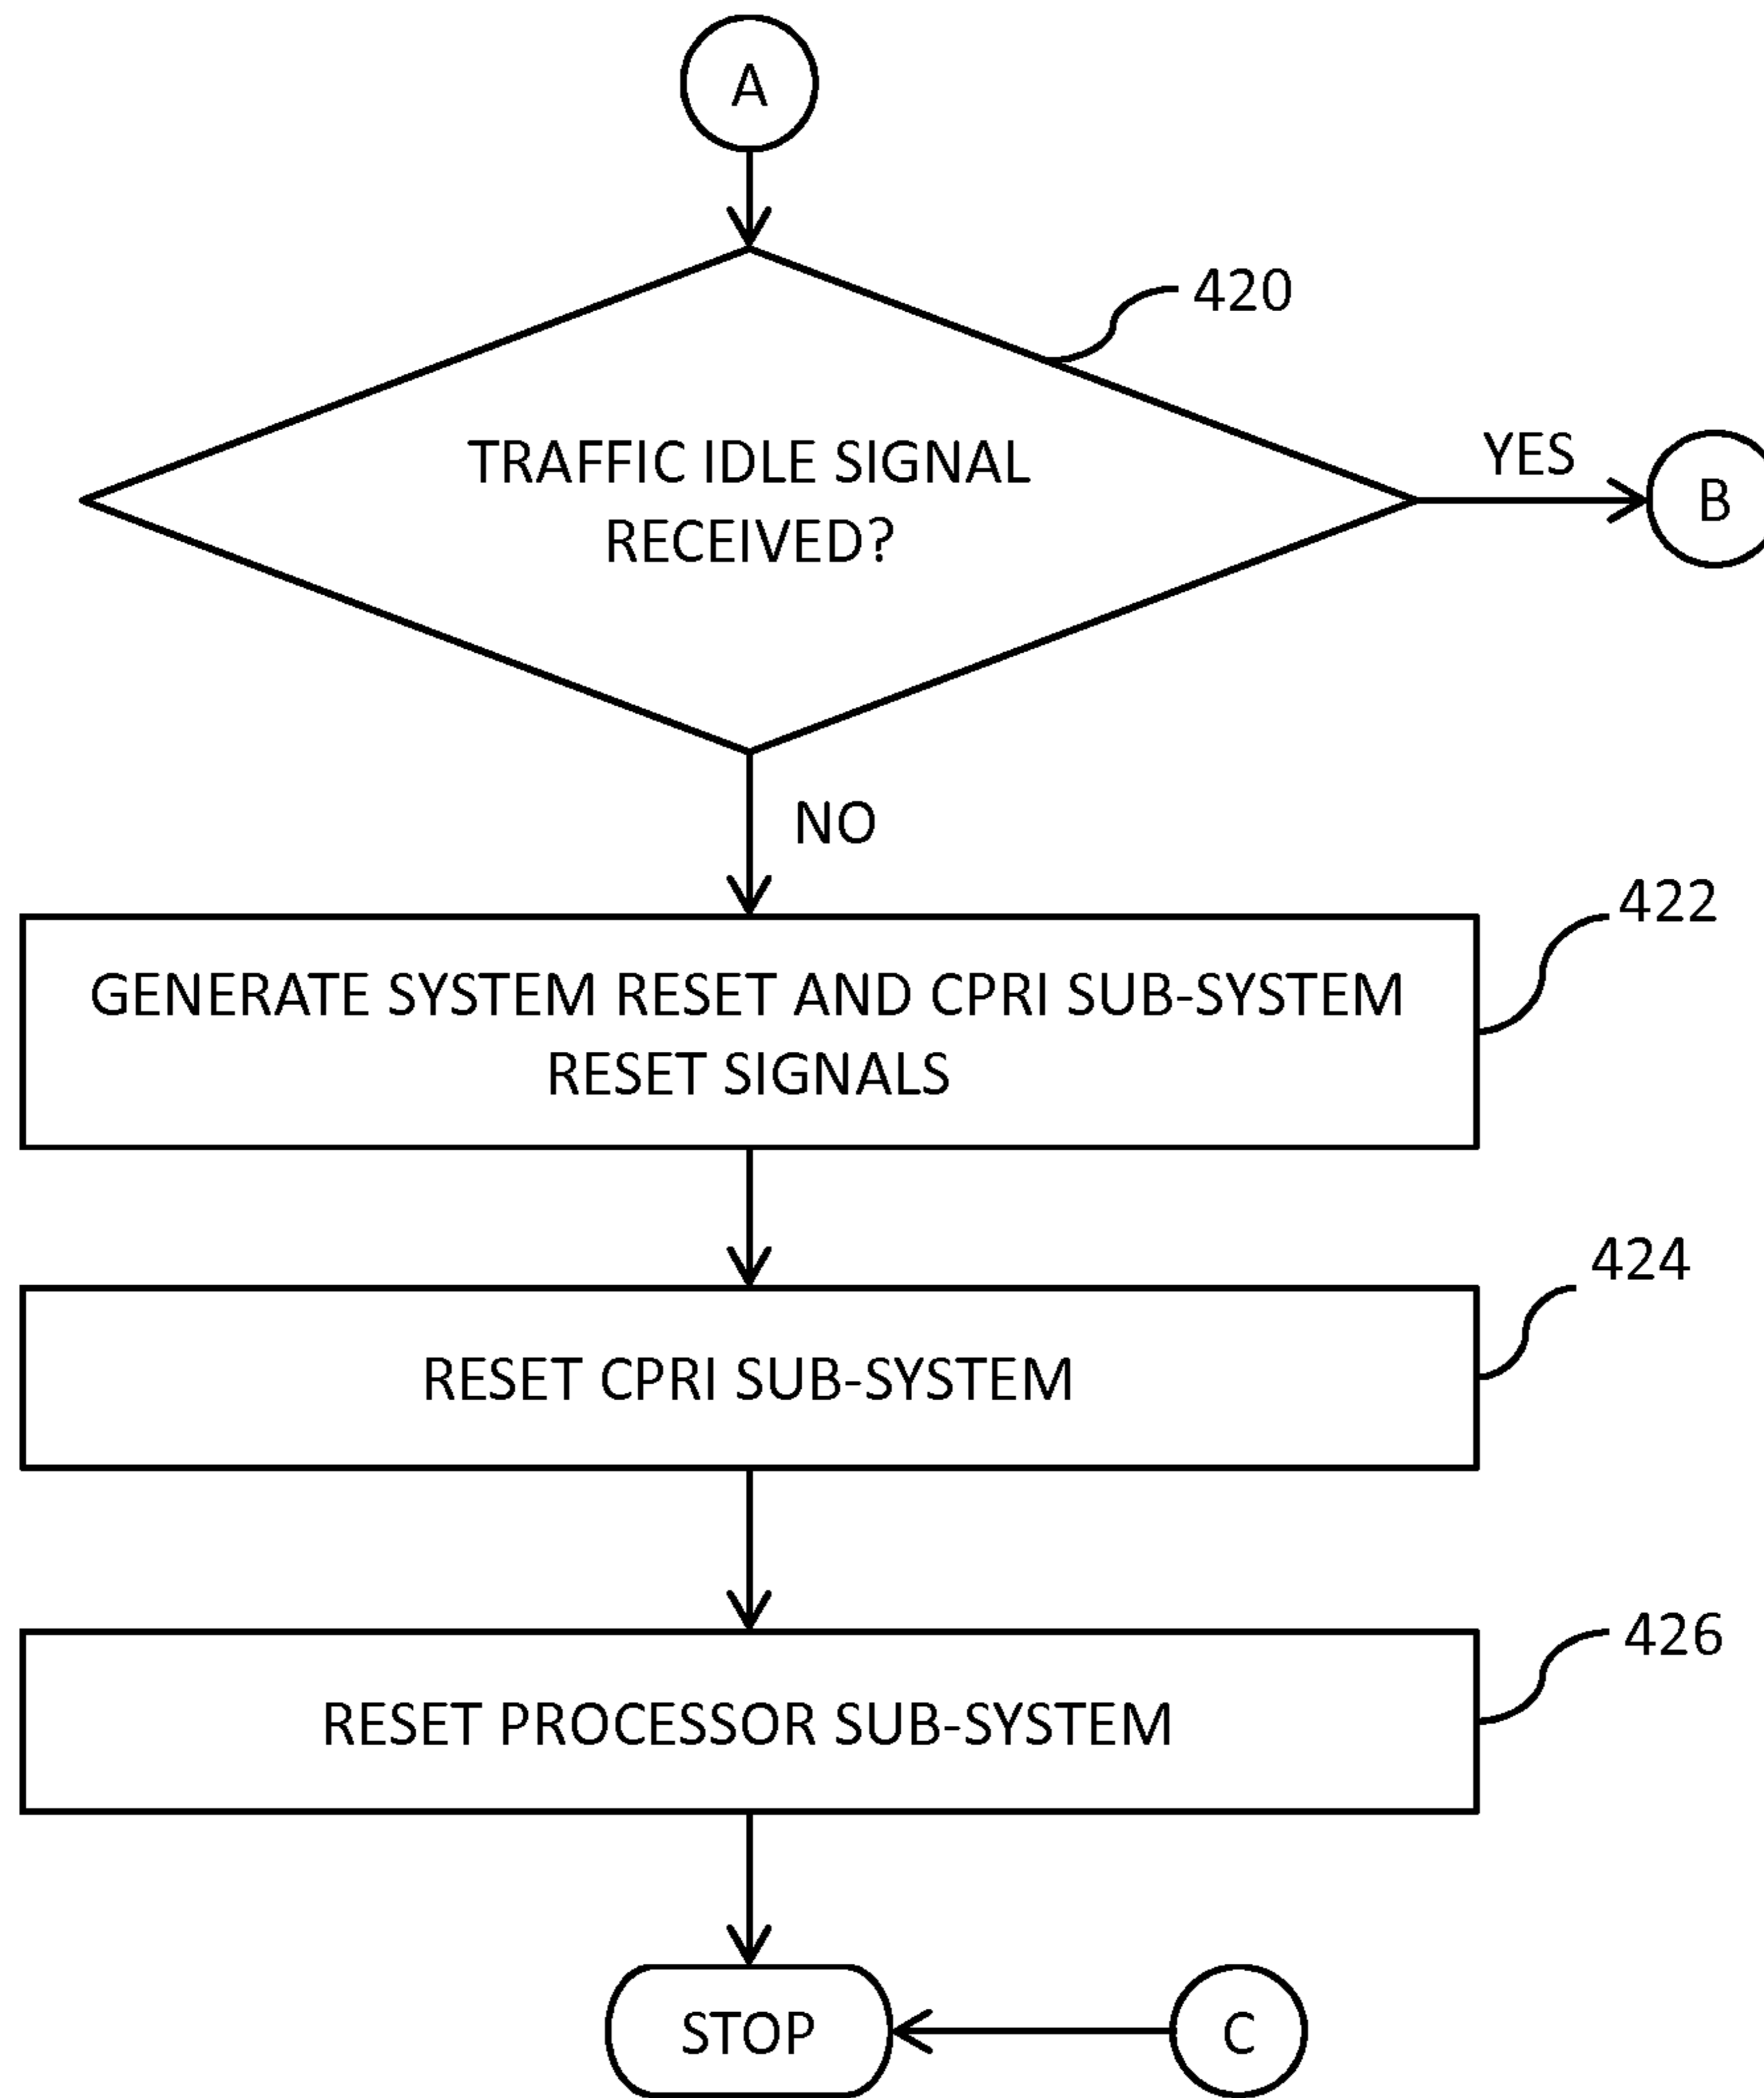 A
420
TRAFFIC IDLE SIGNAL
RECEIVED?
YES
B
NO
422
GENERATE SYSTEM RESET AND CPRI SUB-SYSTEM
RESET SIGNALS
424
RESET CPRI SUB-SYSTEM
426
RESET PROCESSOR SUB-SYSTEM
STOP
C